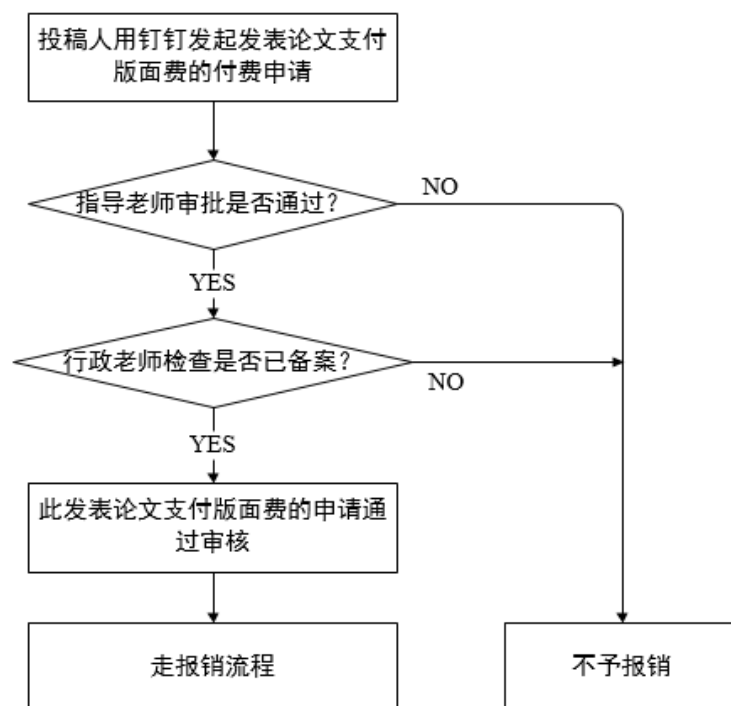 投稿人用钉钉发起发表论文支付
版面费的付费申请
指导老师审批是否通过？
NO
YES
行政老师检查是否已备案？
NO
YES
此发表论文支付版面费的申请通
过审核
走报销流程
不予报销